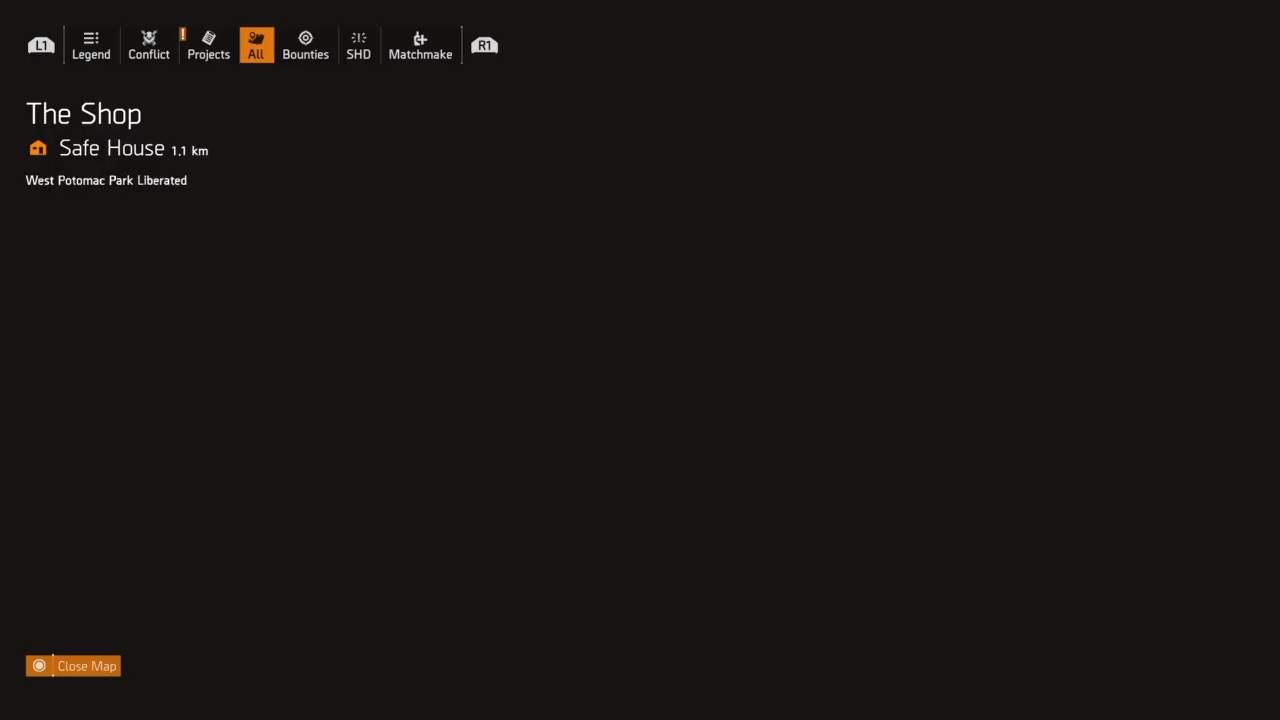 L1 Legend Conflict ! Projects All Bounties SHD Matchmake R1
The Shop
Safe House 1.1 km
West Potomac Park Liberated
Close Map